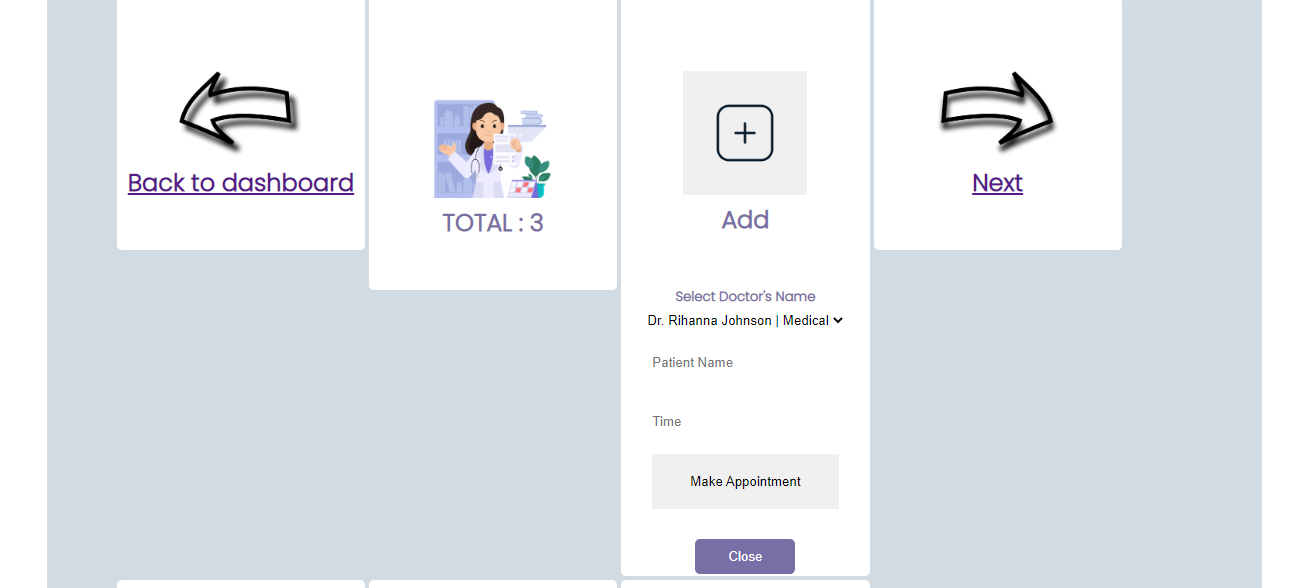 Back to dashboard
TOTAL : 3
Add
Select Doctor's Name
Dr. Rihanna Johnson | Medical
Patient Name
Time
Make Appointment
Close
Next